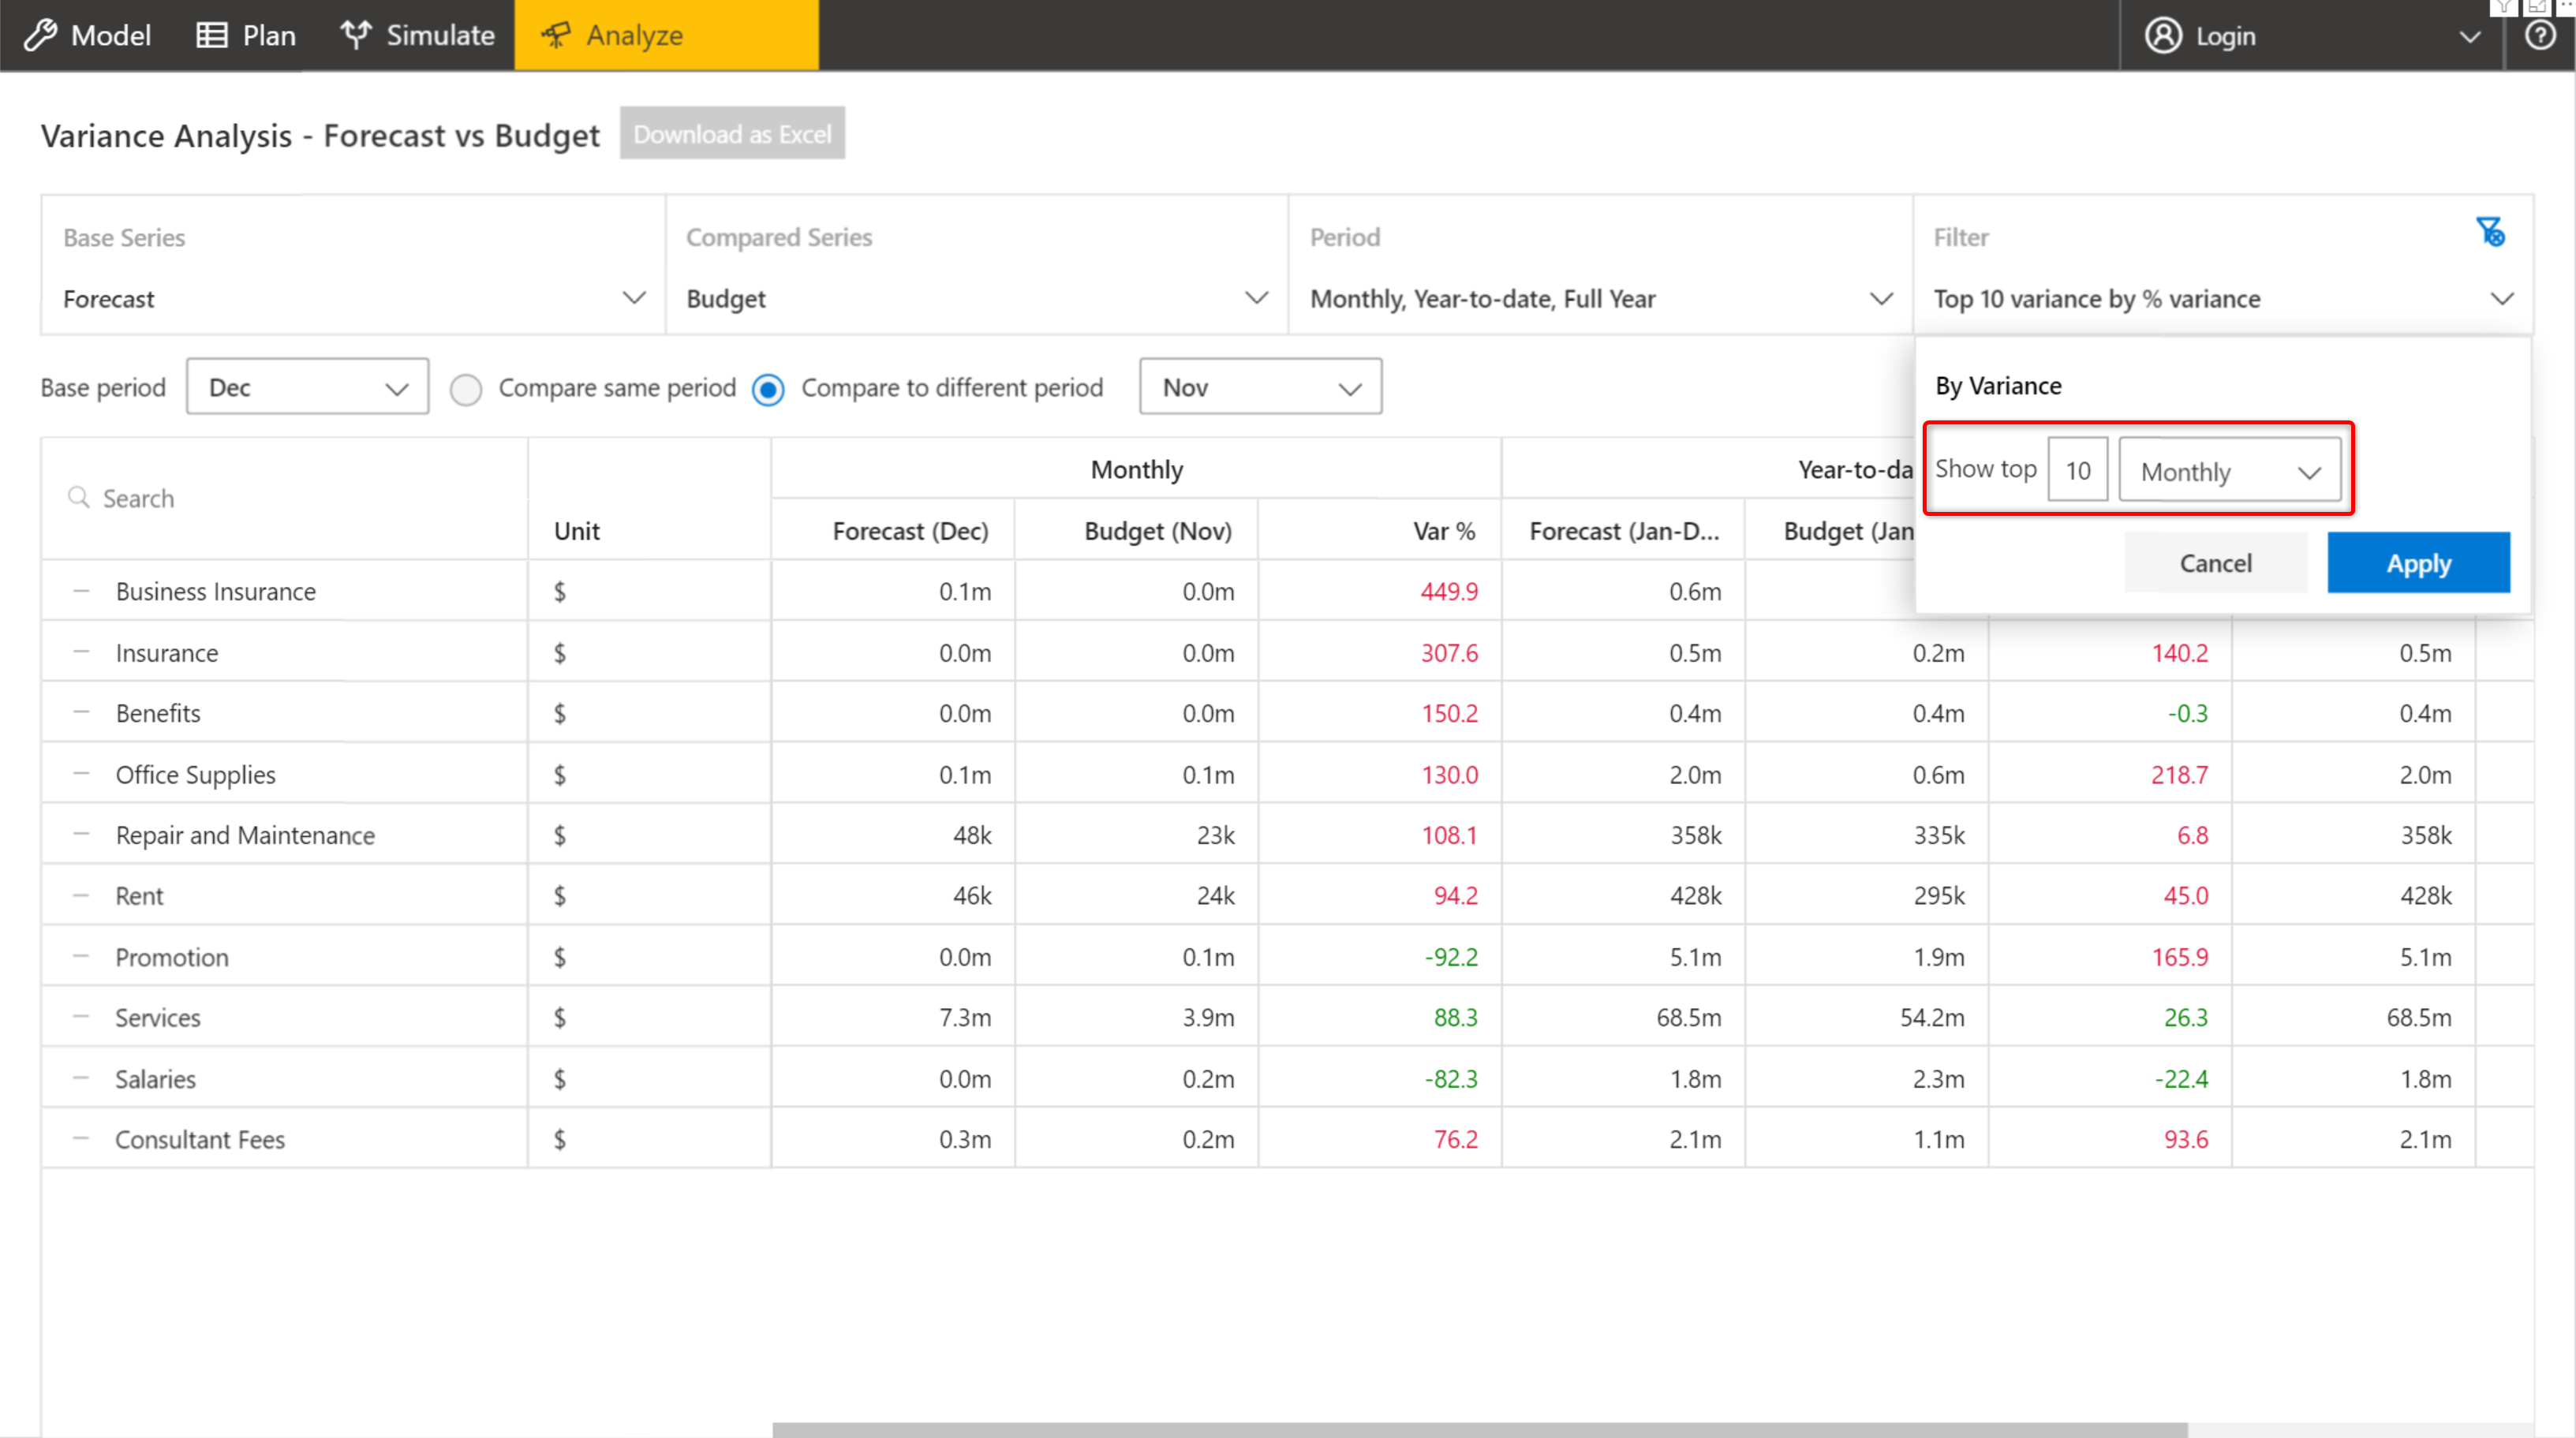 Model Plan Simulate Analyze Login
Variance Analysis - Forecast vs Budget Download as Excel
Base Series Compared Series Period Filter
Forecast Budget Monthly, Year-to-date, Full Year Top 10 variance by % variance
Base period Dec Compare same period Compare to different period Nov
By Variance
Show top 10 Monthly
Cancel Apply
Search Unit Monthly Year-to-da
Forecast (Dec) Budget (Nov) Var % Forecast (Jan-D... Budget (Jan
Business Insurance $ 0.1m 0.0m 449.9 0.6m
Insurance $ 0.0m 0.0m 307.6 0.5m 0.2m 140.2 0.5m
Benefits $ 0.0m 0.0m 150.2 0.4m 0.4m -0.3 0.4m
Office Supplies $ 0.1m 0.1m 130.0 2.0m 0.6m 218.7 2.0m
Repair and Maintenance $ 48k 23k 108.1 358k 335k 6.8 358k
Rent $ 46k 24k 94.2 428k 295k 45.0 428k
Promotion $ 0.0m 0.1m -92.2 5.1m 1.9m 165.9 5.1m
Services $ 7.3m 3.9m 88.3 68.5m 54.2m 26.3 68.5m
Salaries $ 0.0m 0.2m -82.3 1.8m 2.3m -22.4 1.8m
Consultant Fees $ 0.3m 0.2m 76.2 2.1m 1.1m 93.6 2.1m